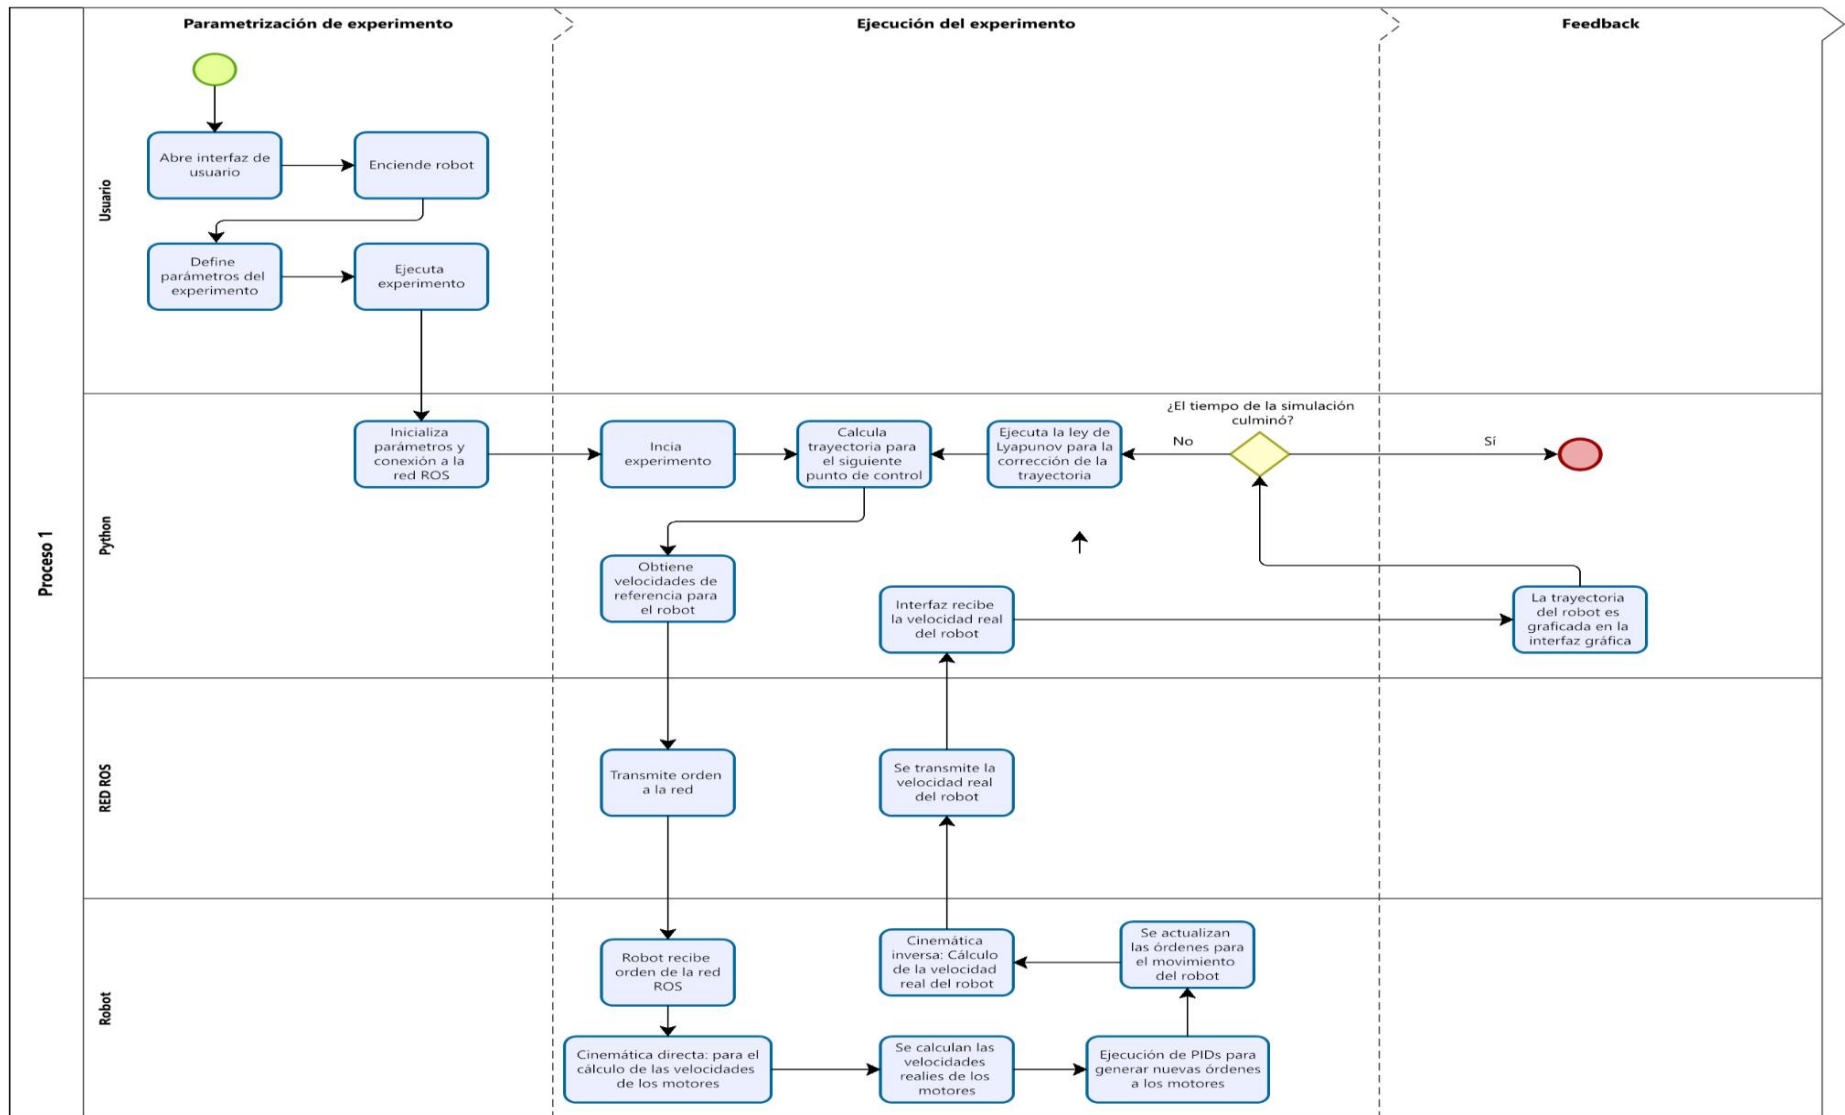 Parametrización de experimento
Ejecución del experimento
Feedback
Proceso 1
Usuario
Abre interfaz de
usuario
Enciende robot
Define
parámetros del
experimento
Ejecuta
experimento
Python
Inicializa
parámetros y
conexión a la
red ROS
Incia
experimento
Calcula
trayectoria para
el siguiente
punto de control
Ejecuta la ley de
Lyapunov para la
corrección de la
trayectoria
¿El tiempo de la simulación
culminó?
No
Sí
Obtiene
velocidades de
referencia para
el robot
Interfaz recibe
la velocidad real
del robot
La trayectoria
del robot es
graficada en la
interfaz gráfica
RED ROS
Transmite orden
a la red
Se transmite la
velocidad real
del robot
Robot
Robot recibe
orden de la red
ROS
Cinemática
inversa: Cálculo
de la velocidad
real del robot
Se actualizan
las órdenes para
el movimiento
del robot
Cinemática directa: para el
cálculo de las velocidades
de los motores
Se calculan las
velocidades
realies de los
motores
Ejecución de PIDs para
generar nuevas órdenes
a los motores